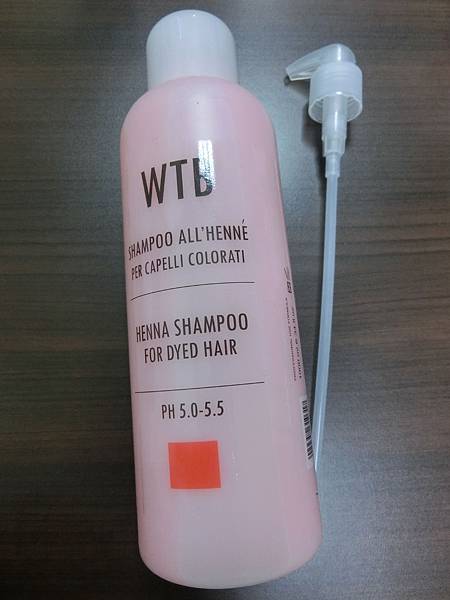 WTB
SHAMPOO ALL'HENNÉ
PER CAPELLI COLORATI
HENNA SHAMPOO
FOR DYED HAIR
PH 5.0-5.5